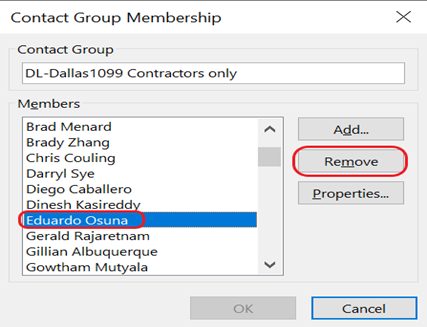 Contact Group Membership
Contact Group
DL-Dallas1099 Contractors only
Members
Brad Menard
Brady Zhang
Chris Couling
Darryl Sye
Diego Caballero
Dinesh Kasireddy
Eduardo Osuna
Gerald Rajaretnam
Gillian Albuquerque
Gowtham Mutyala
Add...
Remove
Properties...
OK
Cancel